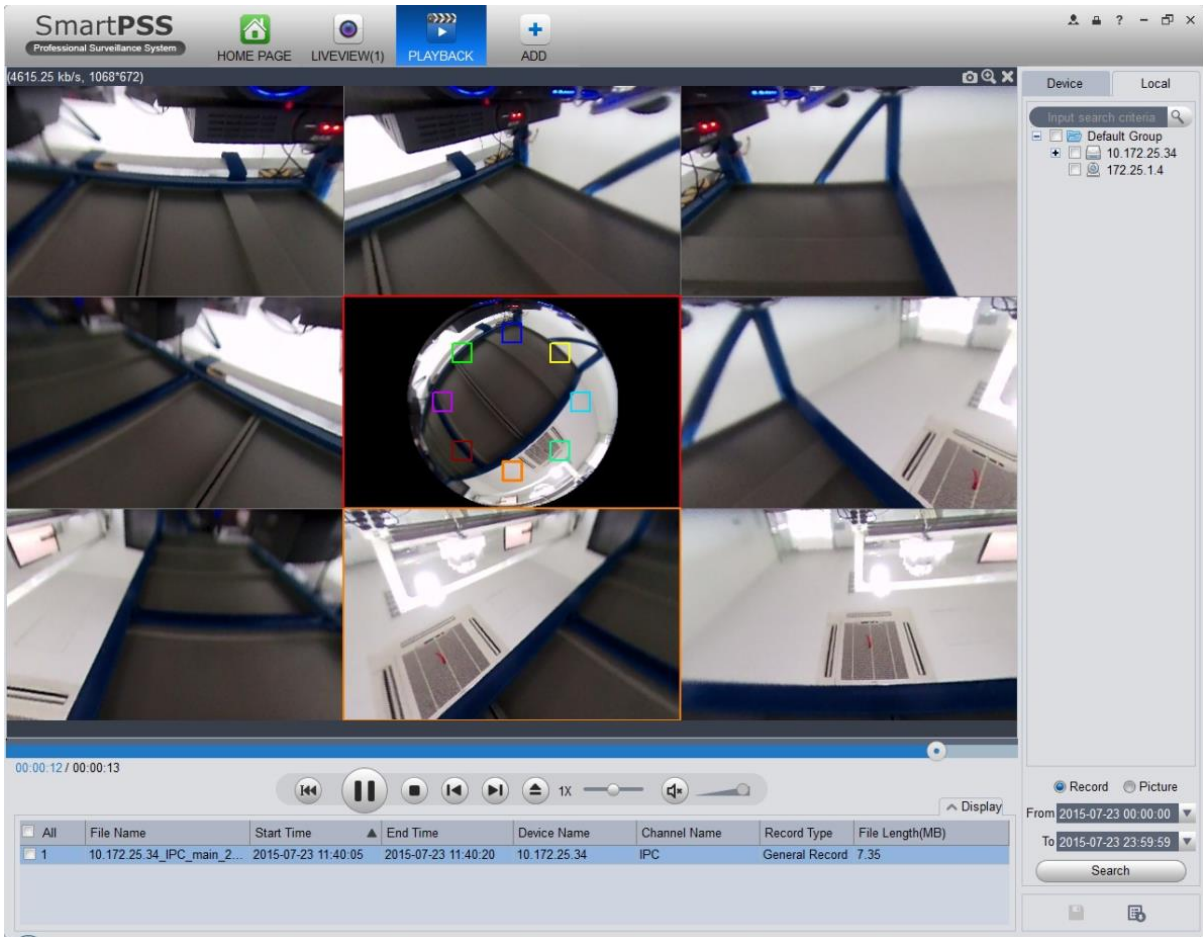 SmartPSS
Professional Surveillance System
HOME PAGE
LIVEVIEW(1)
PLAYBACK
ADD
?
(4615.25 kb/s, 1068*672)
Device
Local
Input search criteria
Default Group
10.172.25.34
172.25.1.4
00:00:12 / 00:00:13
1X
Display
Record
Picture
From 2015-07-23 00:00:00
To 2015-07-23 23:59:59
Search
All File Name Start Time End Time Device Name Channel Name Record Type File Length(MB)
1 10.172.25.34_IPC_main_2... 2015-07-23 11:40:05 2015-07-23 11:40:20 10.172.25.34 IPC General Record 7.35